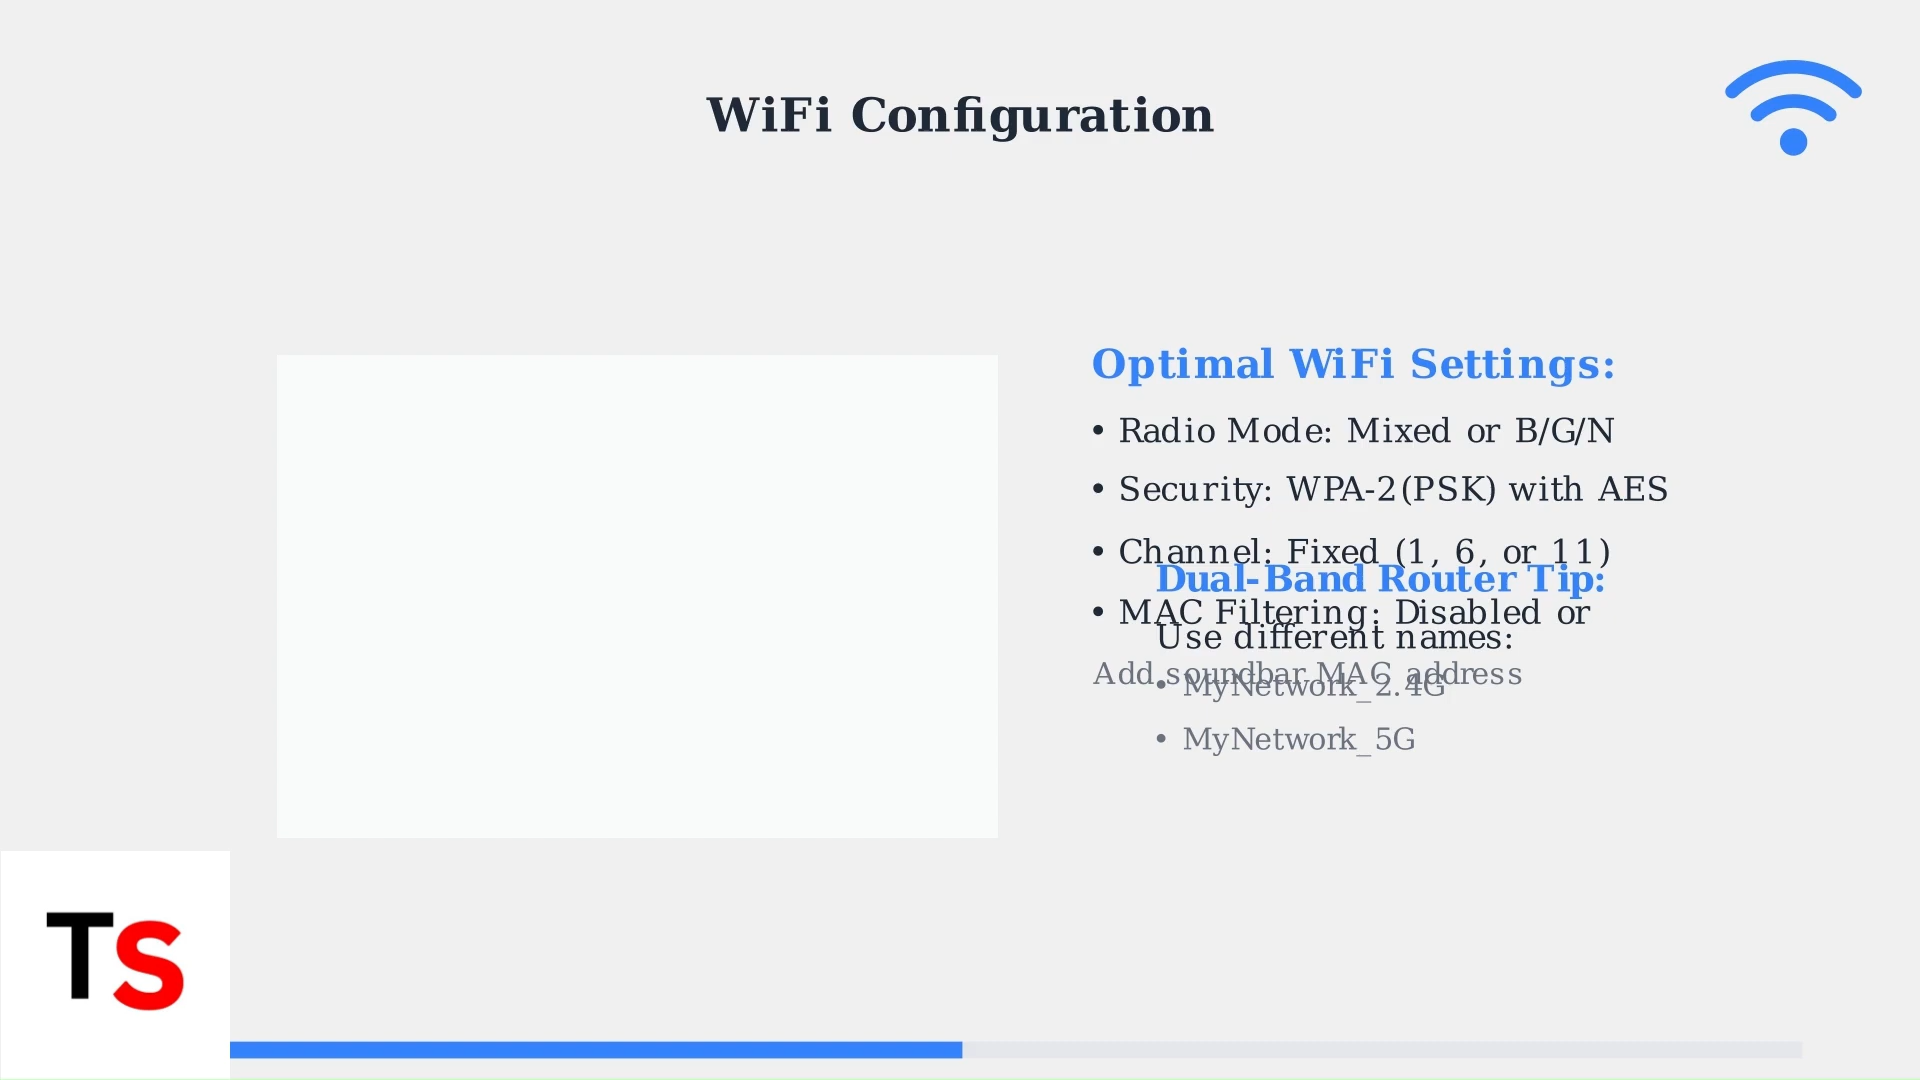 WiFi Configuration
Optimal WiFi Settings:
• Radio Mode: Mixed or B/G/N
• Security: WPA-2(PSK) with AES
• Channel: Fixed (1, 6, or 11)
Dual-Band Router Tip:
• MAC Filtering: Disabled or
Use different names:
Add soundbar MAC address
• MyNetwork_2.4G
• MyNetwork_5G
TS